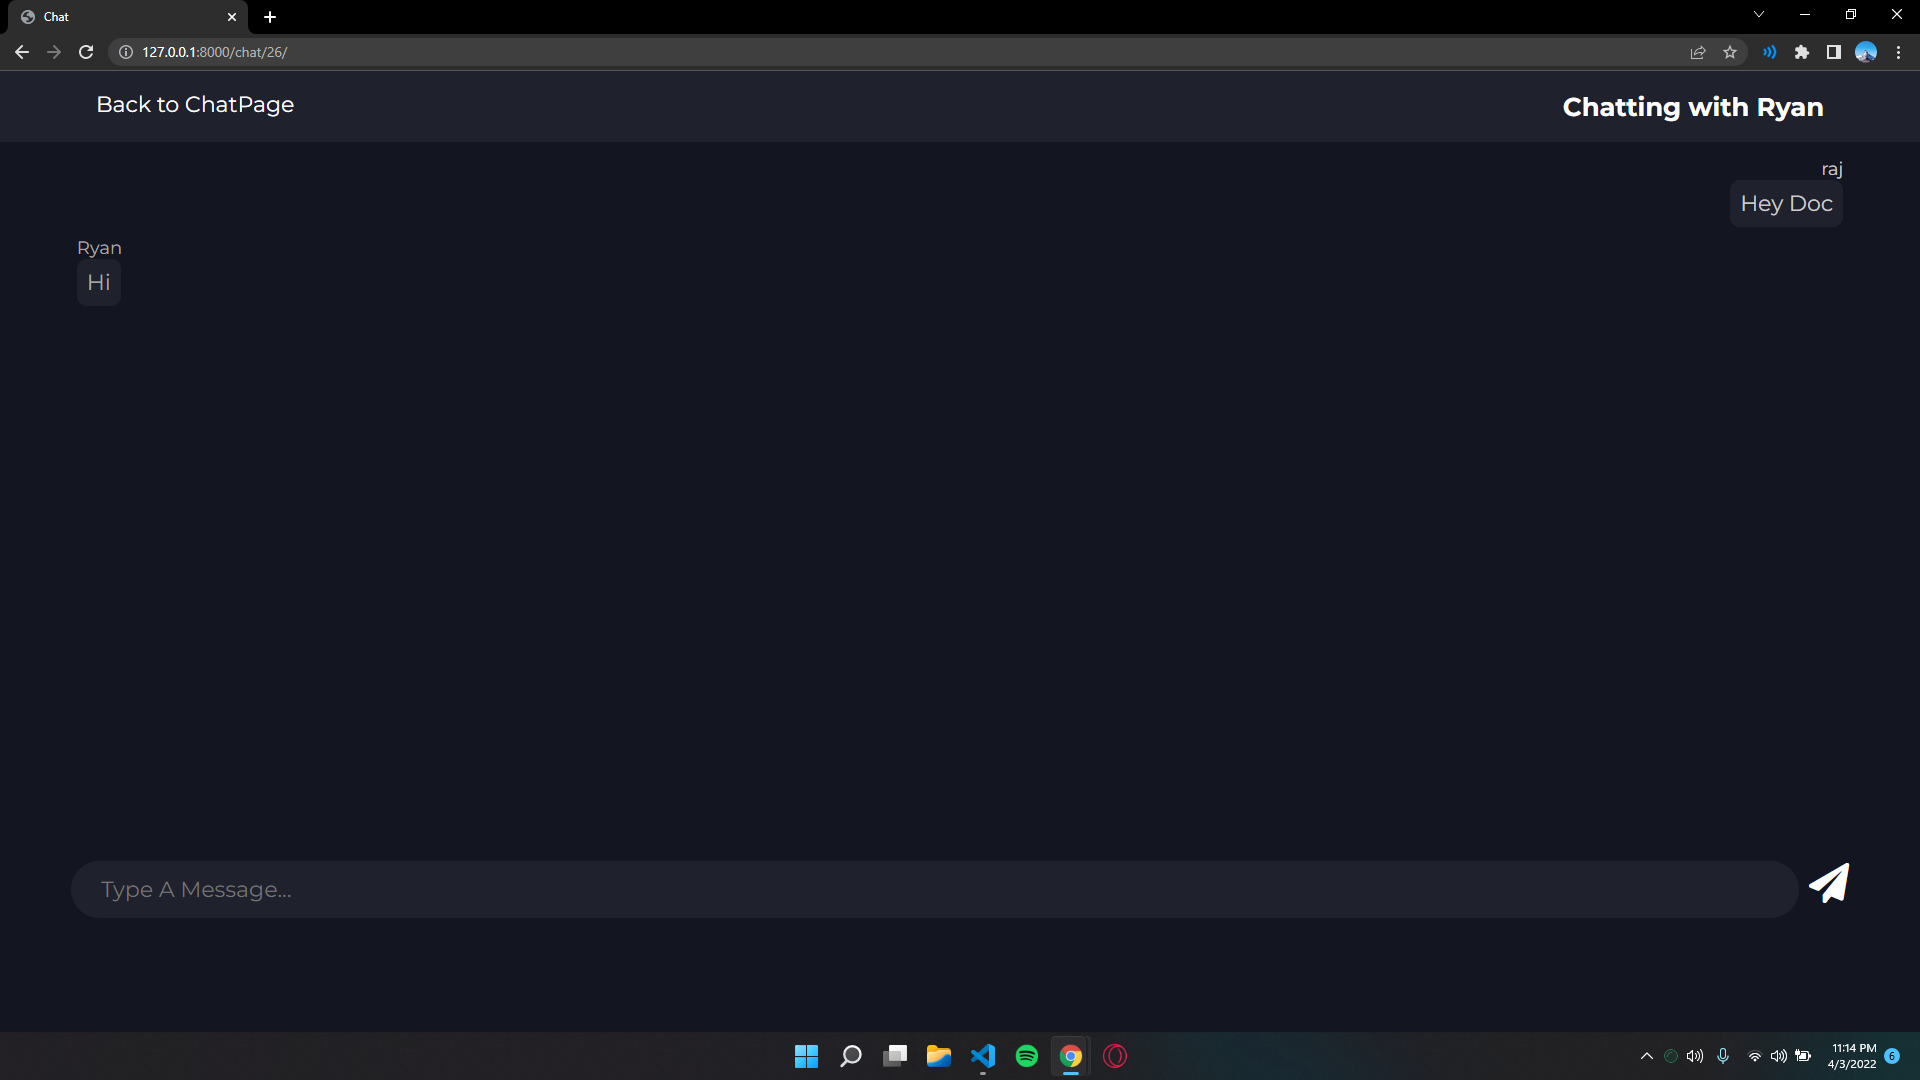 Chat
127.0.0.1:8000/chat/26/
Back to ChatPage
Chatting with Ryan
raj
Hey Doc
Ryan
Hi
Type A Message...
11:14 PM
4/3/2022
6